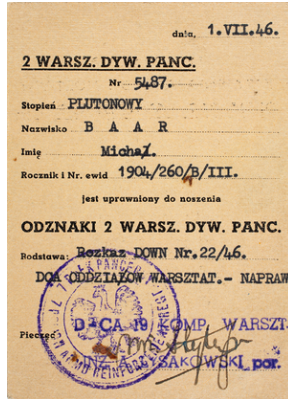 dnia, 1.VII.46.
2 WARSZ. DYW. PANC.
Nr 5487.
Stopień PLUTONOWY
Nazwisko B A A R
Imię Michał.
Rocznik i Nr. ewid 1904/260/B/III.
jest uprawniony do noszenia
ODZNAKI 2 WARSZ. DYW. PANC.
Podstawa: Rozkaz DOWN Nr.22/46.
DCA ODDZIAŁÓW WARSZTAT.- NAPRAW
D-CA 19 KOMP. WARSZT
Pieczęć
INŻ. A. por.